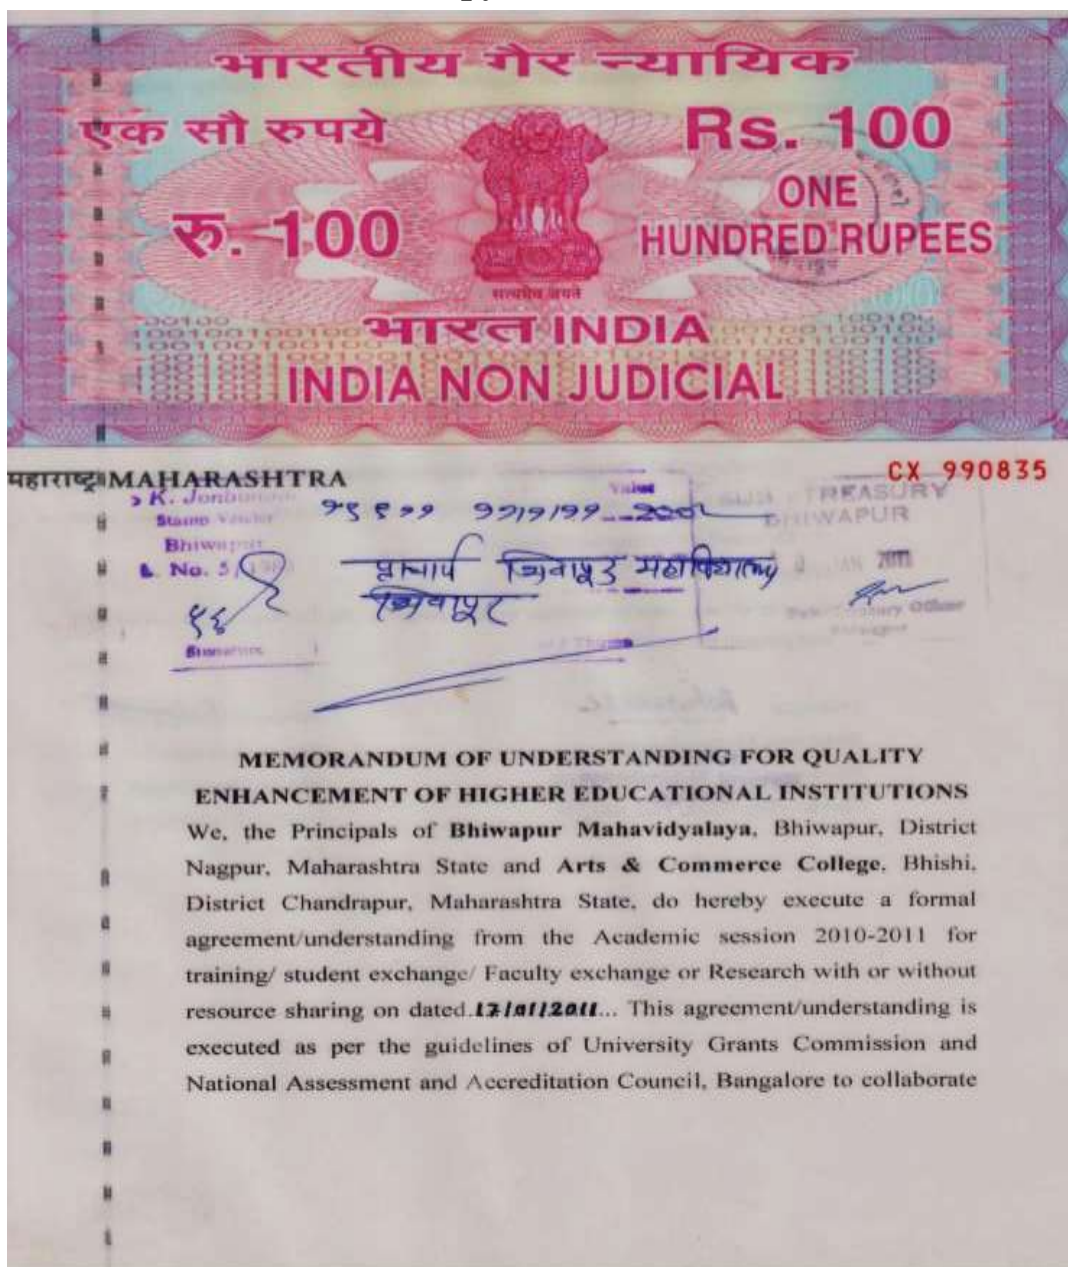 भारतीय गैर न्यायिक
एक सौ रुपये
Rs. 100
रु. 100
ONE
HUNDRED RUPEES
सत्यमेव जयते
भारत INDIA
INDIA NON JUDICIAL
महाराष्ट्र MAHARASHTRA
CX 990835
Value
SUB TREASURY
BHIWAPUR
Stamp Vendor
Bhiwapur
L. No. 5
प्राचार्य भिवापूर महाविद्यालय
भिवापूर
Signature
MEMORANDUM OF UNDERSTANDING FOR QUALITY
ENHANCEMENT OF HIGHER EDUCATIONAL INSTITUTIONS
We, the Principals of Bhiwapur Mahavidyalaya, Bhiwapur, District
Nagpur, Maharashtra State and Arts & Commerce College, Bhishi,
District Chandrapur, Maharashtra State, do hereby execute a formal
agreement/understanding from the Academic session 2010-2011 for
training/ student exchange/ Faculty exchange or Research with or without
resource sharing on dated.17/01/2011... This agreement/understanding is
executed as per the guidelines of University Grants Commission and
National Assessment and Accreditation Council, Bangalore to collaborate